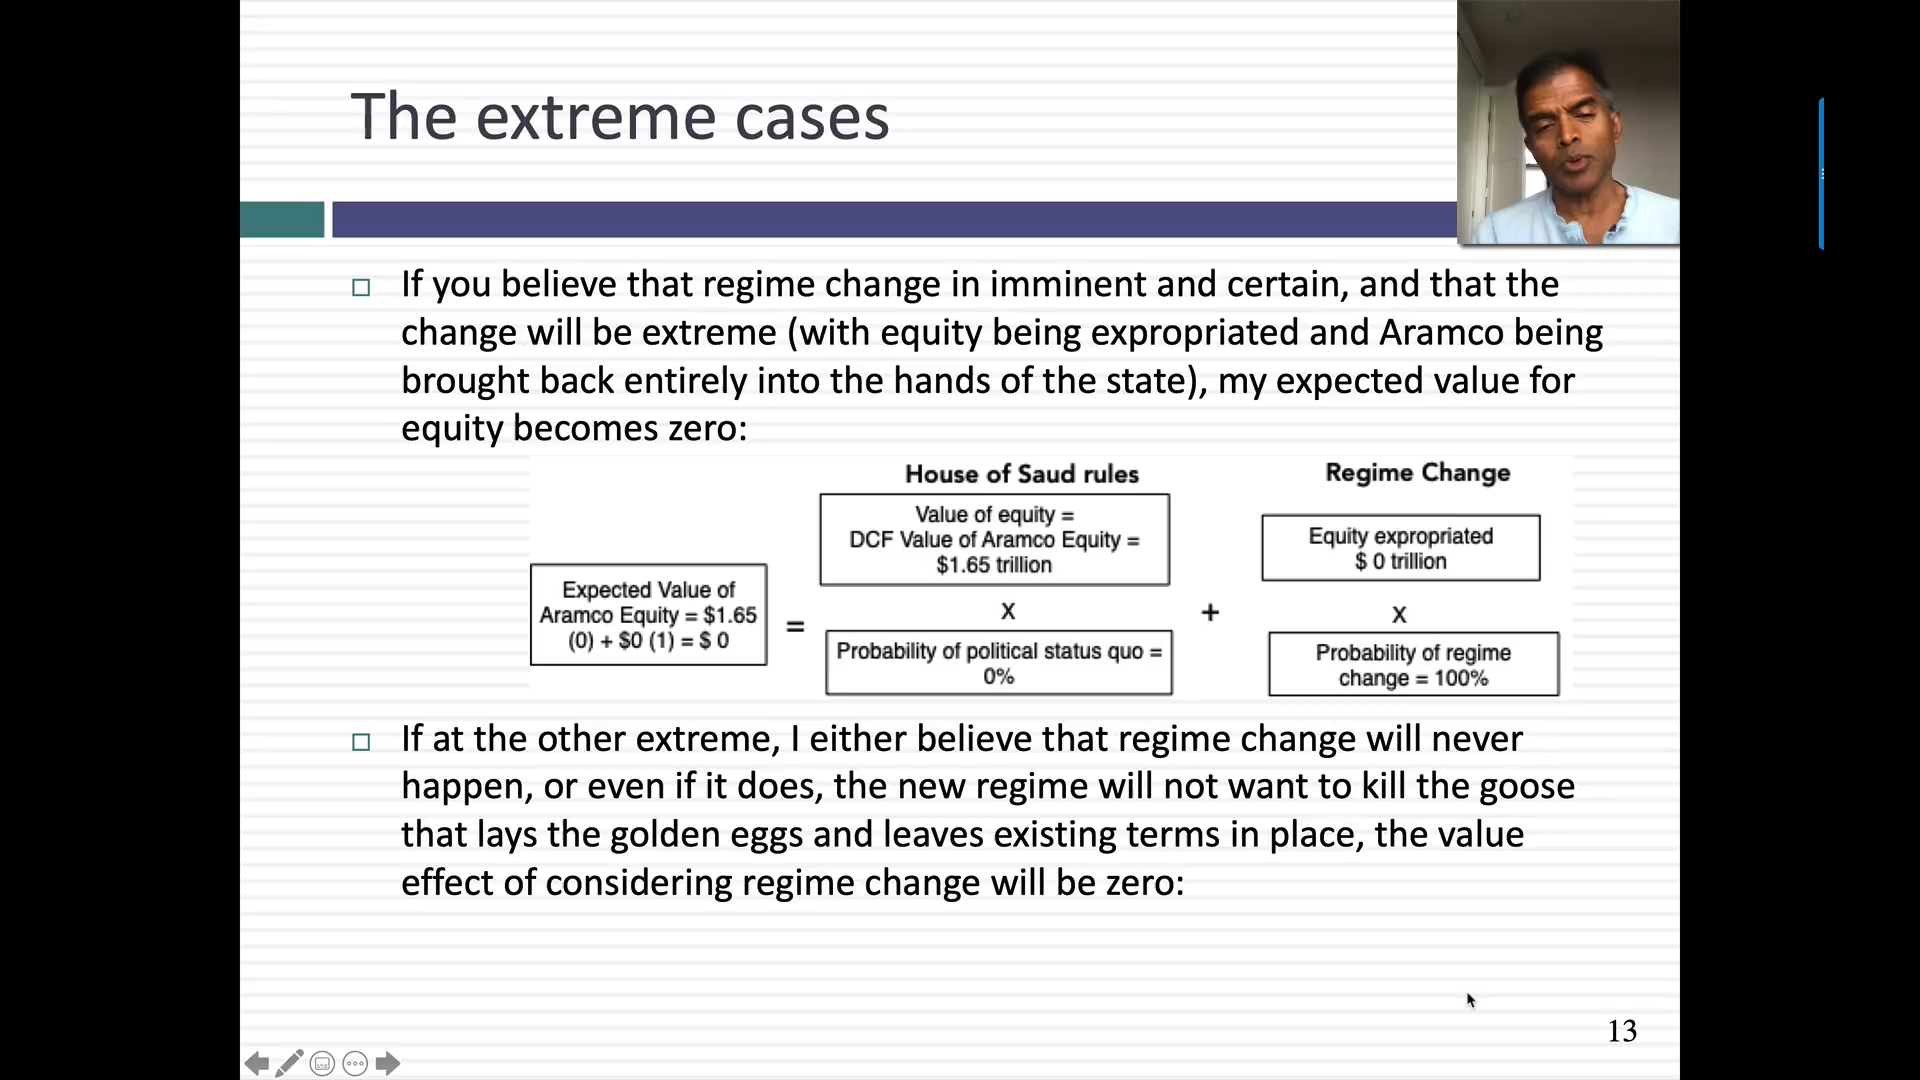 The extreme cases
If you believe that regime change in imminent and certain, and that the
change will be extreme (with equity being expropriated and Aramco being
brought back entirely into the hands of the state), my expected value for
equity becomes zero:
House of Saud rules
Regime Change
Value of equity =
DCF Value of Aramco Equity =
$1.65 trillion
Equity expropriated
$ 0 trillion
Expected Value of
Aramco Equity = $1.65
(0) + $0 (1) = $ 0
=
X
+
X
Probability of political status quo =
0%
Probability of regime
change = 100%
If at the other extreme, I either believe that regime change will never
happen, or even if it does, the new regime will not want to kill the goose
that lays the golden eggs and leaves existing terms in place, the value
effect of considering regime change will be zero:
13